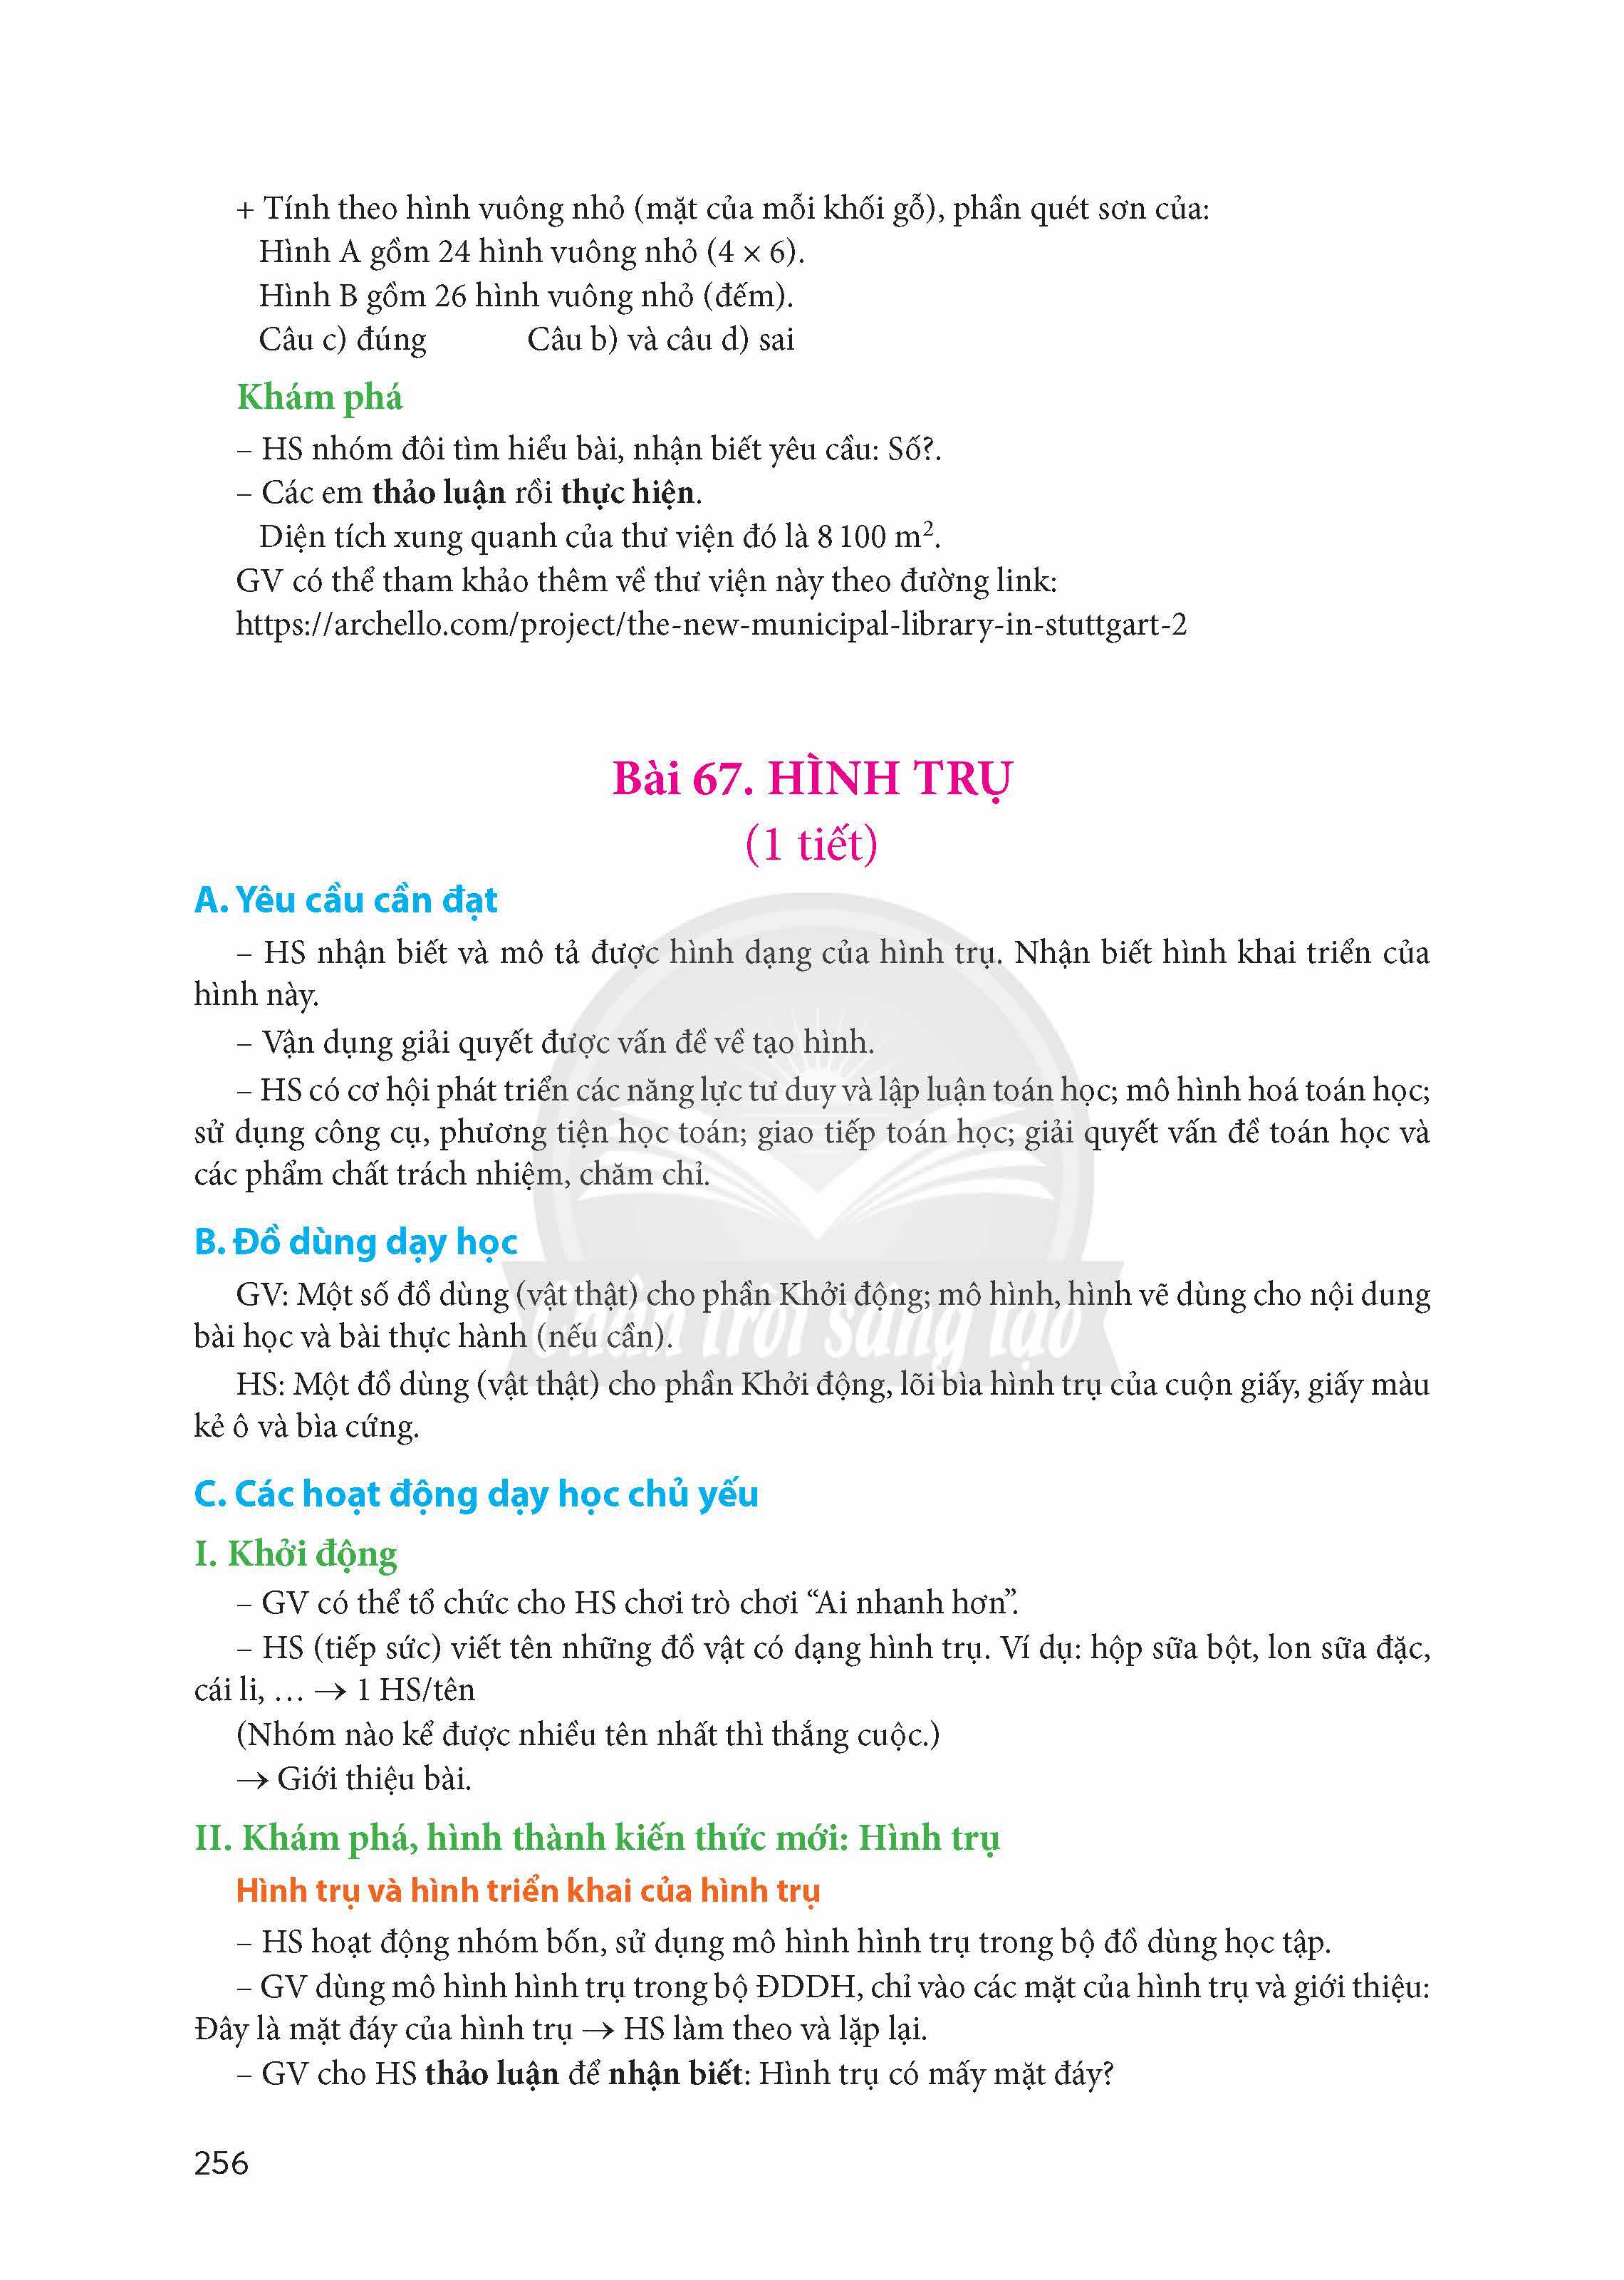 + Tính theo hình vuông nhỏ (mặt của mỗi khối gỗ), phần quét sơn của:
Hình A gồm 24 hình vuông nhỏ (4 × 6).
Hình B gồm 26 hình vuông nhỏ (đếm).
Câu c) đúng Câu b) và câu d) sai
Khám phá
– HS nhóm đôi tìm hiểu bài, nhận biết yêu cầu: Số?.
– Các em thảo luận rồi thực hiện.
Diện tích xung quanh của thư viện đó là 8 100 m².
GV có thể tham khảo thêm về thư viện này theo đường link:
https://archello.com/project/the-new-municipal-library-in-stuttgart-2
Bài 67. HÌNH TRỤ
(1 tiết)
A. Yêu cầu cần đạt
– HS nhận biết và mô tả được hình dạng của hình trụ. Nhận biết hình khai triển của
hình này.
– Vận dụng giải quyết được vấn đề về tạo hình.
– HS có cơ hội phát triển các năng lực tư duy và lập luận toán học; mô hình hoá toán học;
sử dụng công cụ, phương tiện học toán; giao tiếp toán học; giải quyết vấn đề toán học và
các phẩm chất trách nhiệm, chăm chỉ.
B. Đồ dùng dạy học
GV: Một số đồ dùng (vật thật) cho phần Khởi động; mô hình, hình vẽ dùng cho nội dung
bài học và bài thực hành (nếu cần).
Chân trời sáng tạo
HS: Một đồ dùng (vật thật) cho phần Khởi động, lõi bìa hình trụ của cuộn giấy, giấy màu
kẻ ô và bìa cứng.
C. Các hoạt động dạy học chủ yếu
I. Khởi động
– GV có thể tổ chức cho HS chơi trò chơi “Ai nhanh hơn”.
– HS (tiếp sức) viết tên những đồ vật có dạng hình trụ. Ví dụ: hộp sữa bột, lon sữa đặc,
cái li, … → 1 HS/tên
(Nhóm nào kể được nhiều tên nhất thì thắng cuộc.)
→ Giới thiệu bài.
II. Khám phá, hình thành kiến thức mới: Hình trụ
Hình trụ và hình triển khai của hình trụ
– HS hoạt động nhóm bốn, sử dụng mô hình hình trụ trong bộ đồ dùng học tập.
– GV dùng mô hình hình trụ trong bộ ĐDDH, chỉ vào các mặt của hình trụ và giới thiệu:
Đây là mặt đáy của hình trụ → HS làm theo và lặp lại.
– GV cho HS thảo luận để nhận biết: Hình trụ có mấy mặt đáy?
256